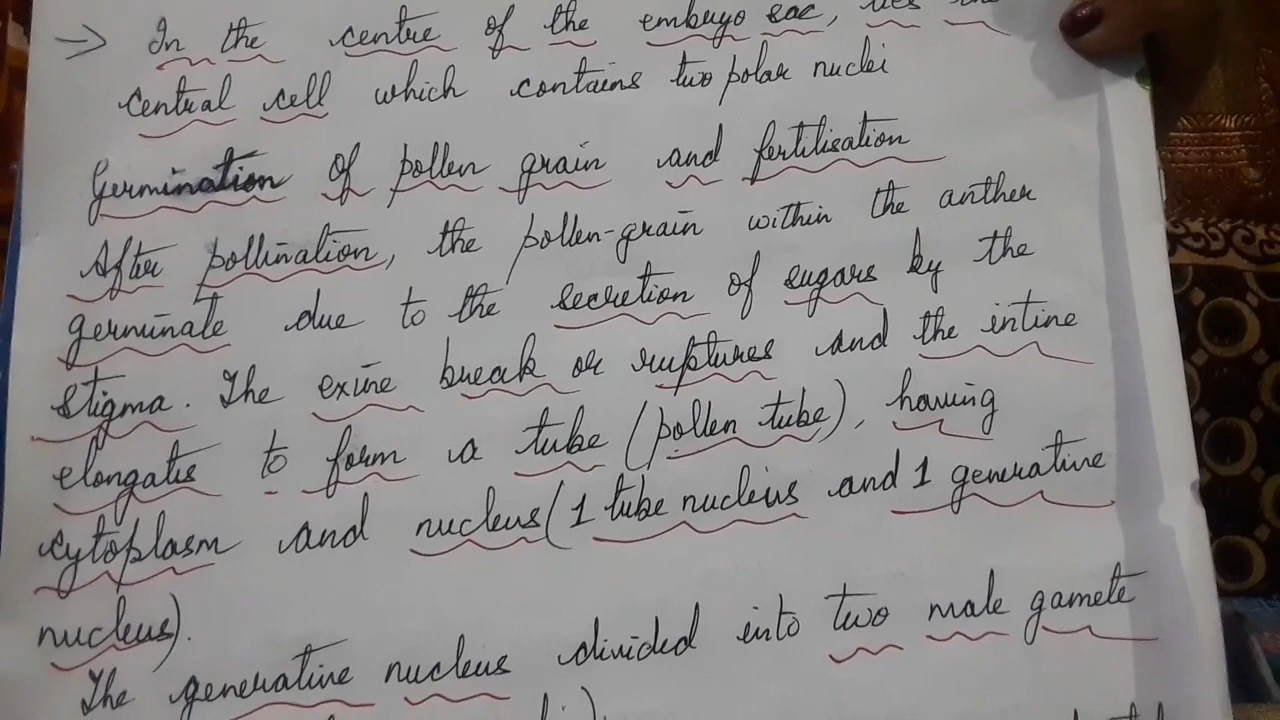 → In the centre of the embryo sac, lies the
central cell which contains two polar nuclei
Germination of pollen grain and fertilisation
After pollination, the pollen-grain within the anther
germinate due to the secretion of sugars by the
stigma. The exine break or ruptures and the intine
elongates to form a tube (pollen tube), having
cytoplasm and nucleus (1 tube nucleus and 1 generative
nucleus).
The generative nucleus divided into two male gamete